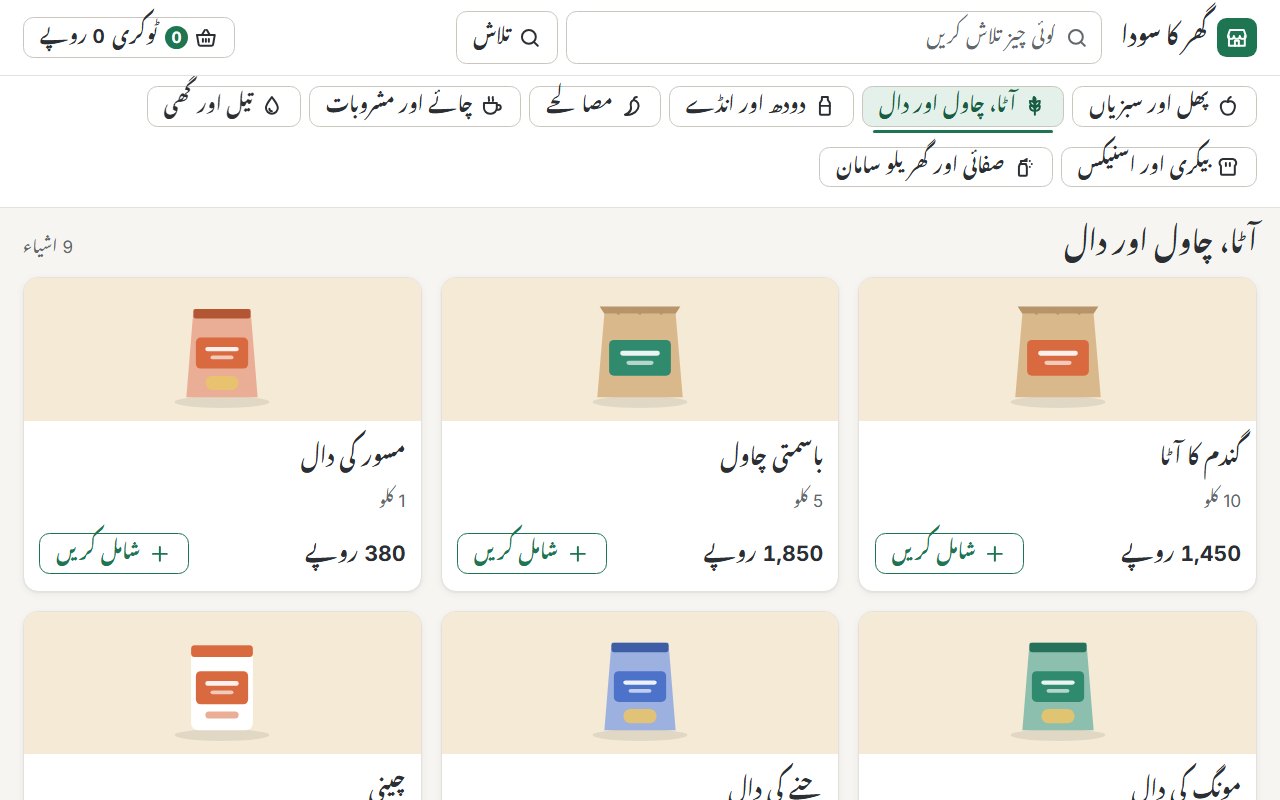 گھر کا سودا
کوئی چیز تلاش کریں
تلاش
0 ٹوکری 0 روپے
پھل اور سبزیاں
آٹا، چاول اور دال
دودھ اور انڈے
مصالحے
چائے اور مشروبات
تیل اور گھی
بیکری اور اسنیکس
صفائی اور گھریلو سامان
آٹا، چاول اور دال
9 اشیاء
گندم کا آٹا
10 کلو
1,450 روپے
شامل کریں
باسمتی چاول
5 کلو
1,850 روپے
شامل کریں
مسور کی دال
1 کلو
380 روپے
شامل کریں
مونگ کی دال
چنے کی دال
چینی